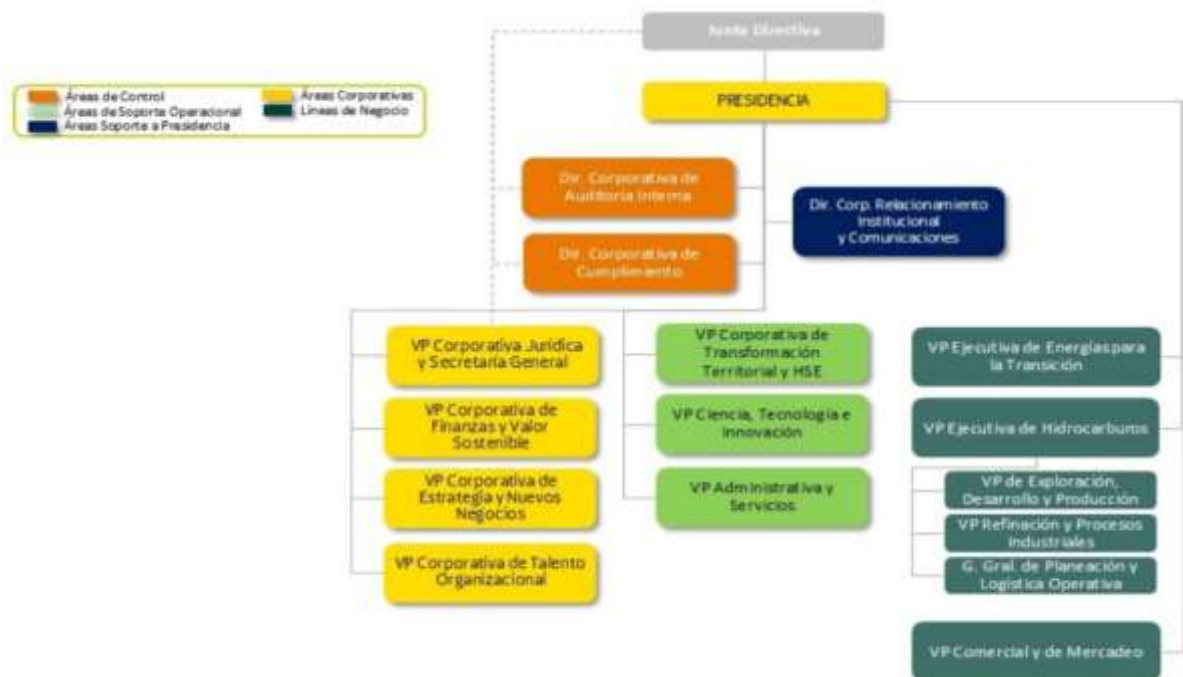 Junta Directiva
Áreas de Control
Áreas Corporativas
Áreas de Soporte Operacional
Líneas de Negocio
Áreas Soporte a Presidencia
PRESIDENCIA
Dir. Corporativa de
Auditoría Interna
Dir. Corp. Relacionamiento
Institucional
y Comunicaciones
Dir. Corporativa de
Cumplimiento
VP Corporativa Jurídica
y Secretaría General
VP Corporativa de
Finanzas y Valor
Sostenible
VP Corporativa de
Estrategia y Nuevos
Negocios
VP Corporativa de Talento
Organizacional
VP Corporativa de
Transformación
Territorial y HSE
VP Ciencia, Tecnología e
Innovación
VP Administrativa y
Servicios
VP Ejecutiva de Energías para
la Transición
VP Ejecutiva de Hidrocarburos
VP de Exploración,
Desarrollo y Producción
VP Refinación y Procesos
Industriales
G. Gral. de Planeación y
Logística Operativa
VP Comercial y de Mercadeo